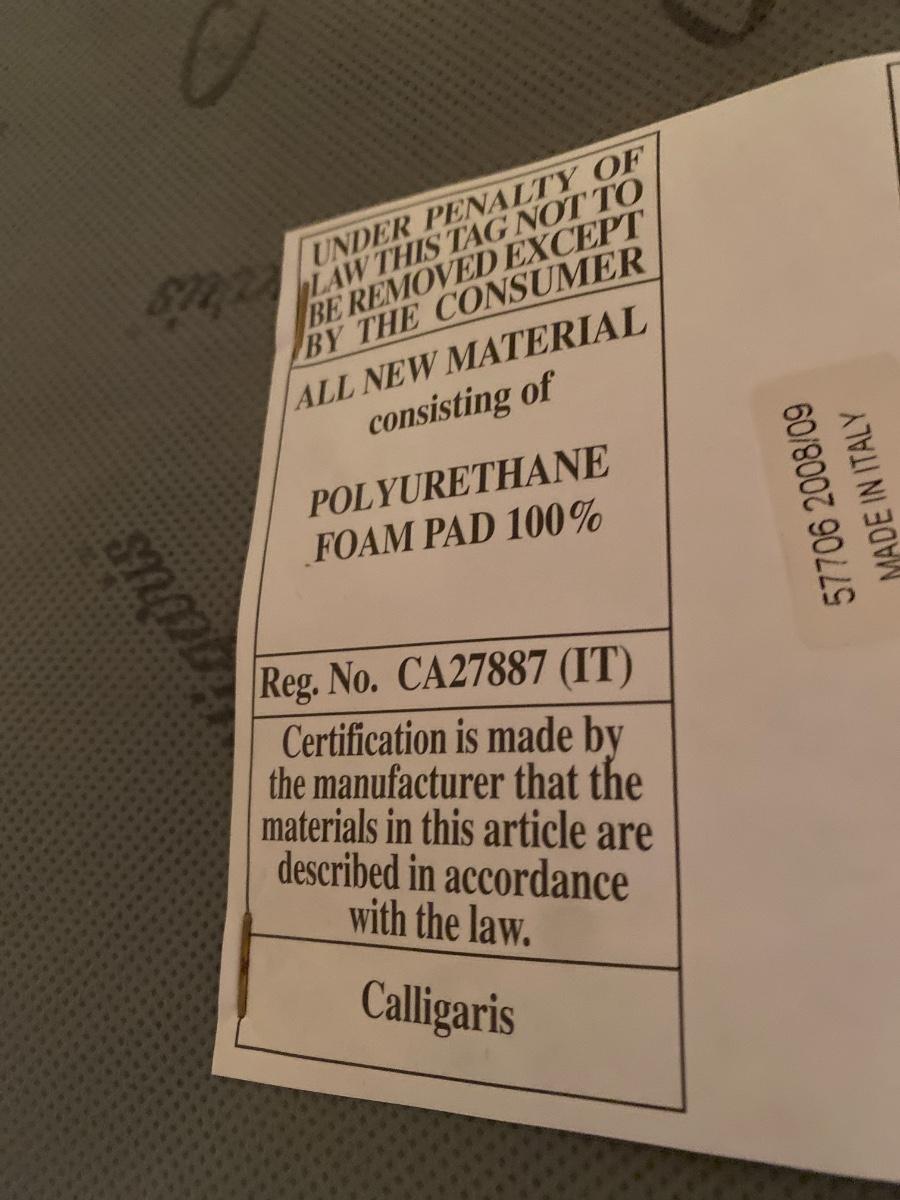 UNDER PENALTY OF
LAW THIS TAG NOT TO
BE REMOVED EXCEPT
BY THE CONSUMER
ALL NEW MATERIAL
consisting of
POLYURETHANE
FOAM PAD 100%
Reg. No. CA27887 (IT)
Certification is made by
the manufacturer that the
materials in this article are
described in accordance
with the law.
Calligaris
57706 2008/09
MADE IN ITALY